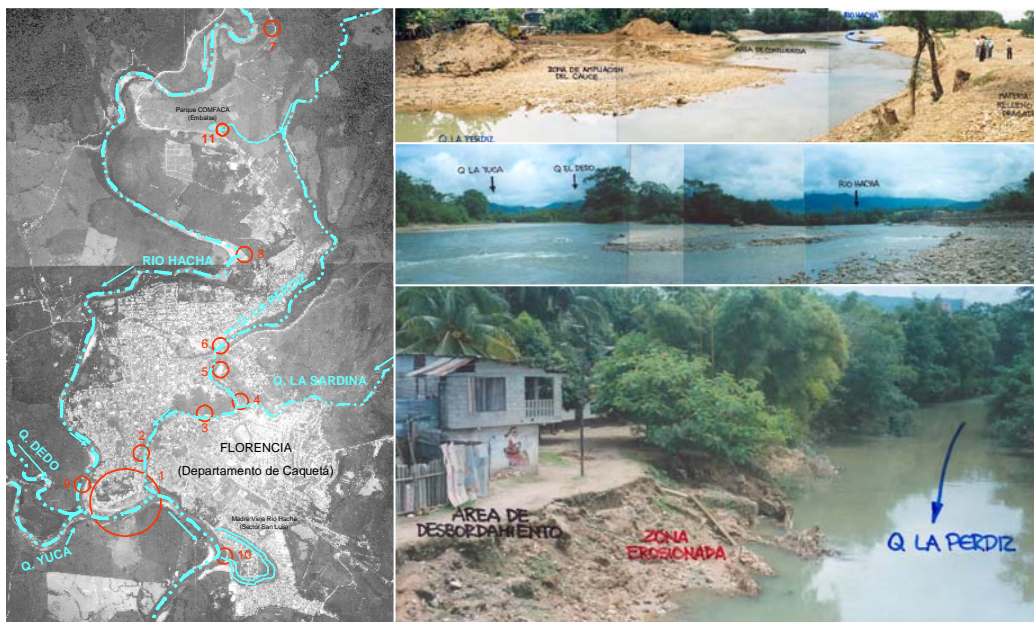 7
Parque COMFACA
(Embalse)
11
8
RIO HACHA
Q. LA PERDIZ
6
5
Q. LA SARDINA
4
3
2
FLORENCIA
(Departamento de Caquetá)
Q. DEDO
9
1
Madre Vieja Río Hacha
(Sector San Luis)
Q. YUCA
10
RIO HACHA
AREA DE CONFLUENCIA
ZONA DE AMPLIACION
DEL CAUCE
MATERIAL
RELLENO
DRAGADO
Q. LA PERDIZ
Q LA YUCA
Q EL DEDO
RIO HACHA
AREA DE
DESBORDAMIENTO
ZONA
EROSIONADA
Q LA PERDIZ